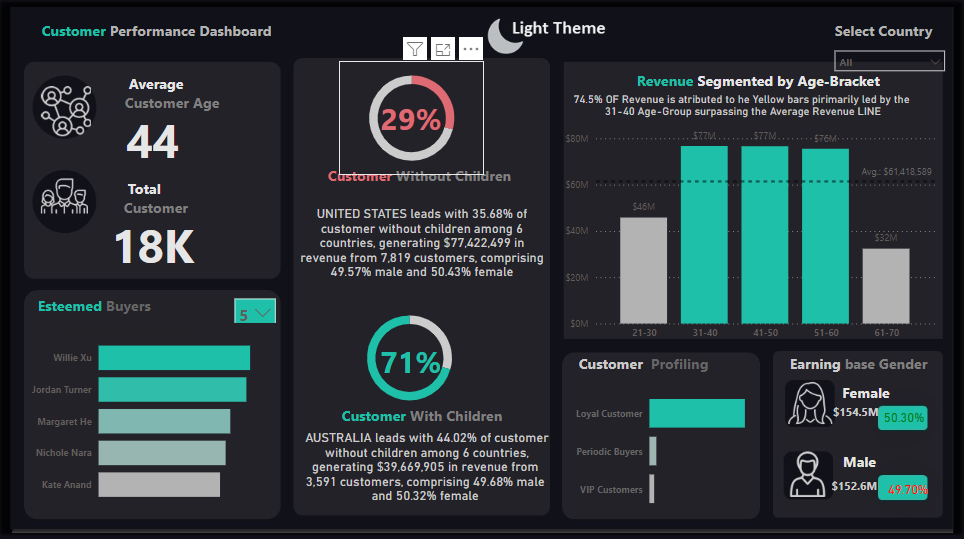 Customer Performance Dashboard
Light Theme
Select Country
All
Average
Customer Age
44
Total
Customer
18K
29%
Customer Without Children
UNITED STATES leads with 35.68% of
customer without children among 6
countries, generating $77,422,499 in
revenue from 7,819 customers, comprising
49.57% male and 50.43% female
71%
Customer With Children
AUSTRALIA leads with 44.02% of customer
without children among 6 countries,
generating $39,669,905 in revenue from
3,591 customers, comprising 49.68% male
and 50.32% female
Revenue Segmented by Age-Bracket
74.5% OF Revenue is atributed to he Yellow bars pirimarily led by the
31-40 Age-Group surpassing the Average Revenue LINE
$80M
$60M
$40M
$20M
$0M
$46M
$77M
$77M
$76M
$32M
Avg.: $61,418,589
21-30
31-40
41-50
51-60
61-70
Esteemed Buyers
5
Willie Xu
Jordan Turner
Margaret He
Nichole Nara
Kate Anand
Customer Profiling
Loyal Customer
Periodic Buyers
VIP Customers
Earning base Gender
Female
$154.5M
50.30%
Male
$152.6M
49.70%